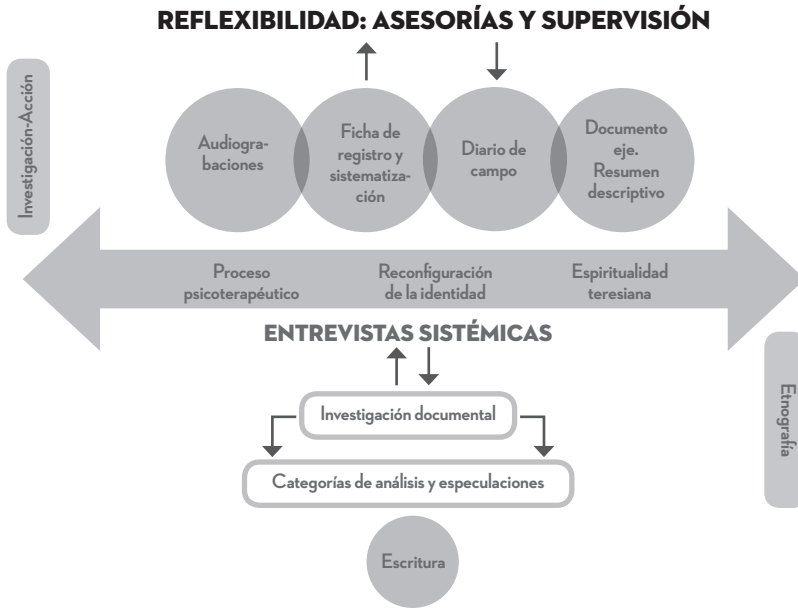 REFLEXIBILIDAD: ASESORÍAS Y SUPERVISIÓN
Investigación-Acción
Audiogra-
baciones
Ficha de
registro y
sistematiza-
ción
Diario de
campo
Documento
eje.
Resumen
descriptivo
Proceso
psicoterapéutico
Reconfiguración
de la identidad
Espiritualidad
teresiana
ENTREVISTAS SISTÉMICAS
Etnografía
Investigación documental
Categorías de análisis y especulaciones
Escritura